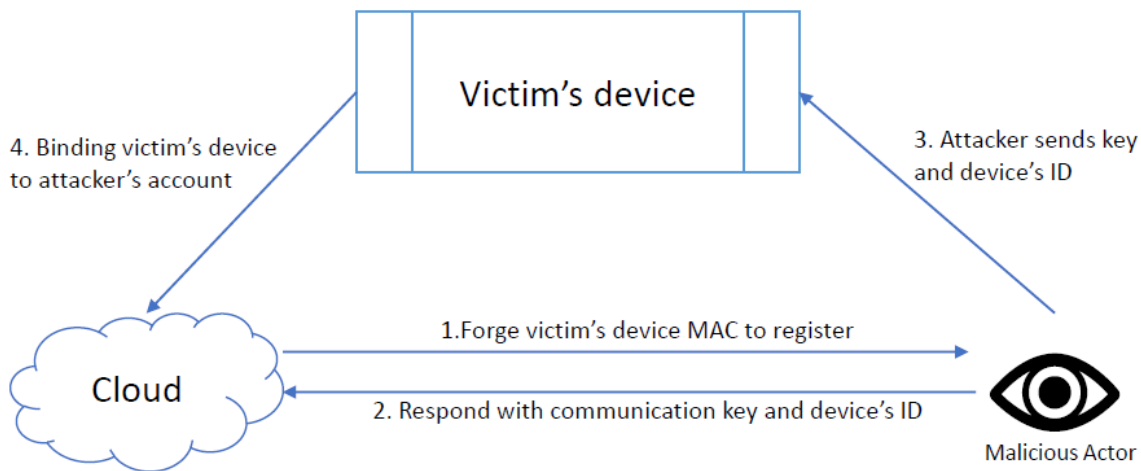 Victim's device
4. Binding victim's device
to attacker's account
3. Attacker sends key
and device's ID
1.Forge victim's device MAC to register
Cloud
2. Respond with communication key and device's ID
Malicious Actor